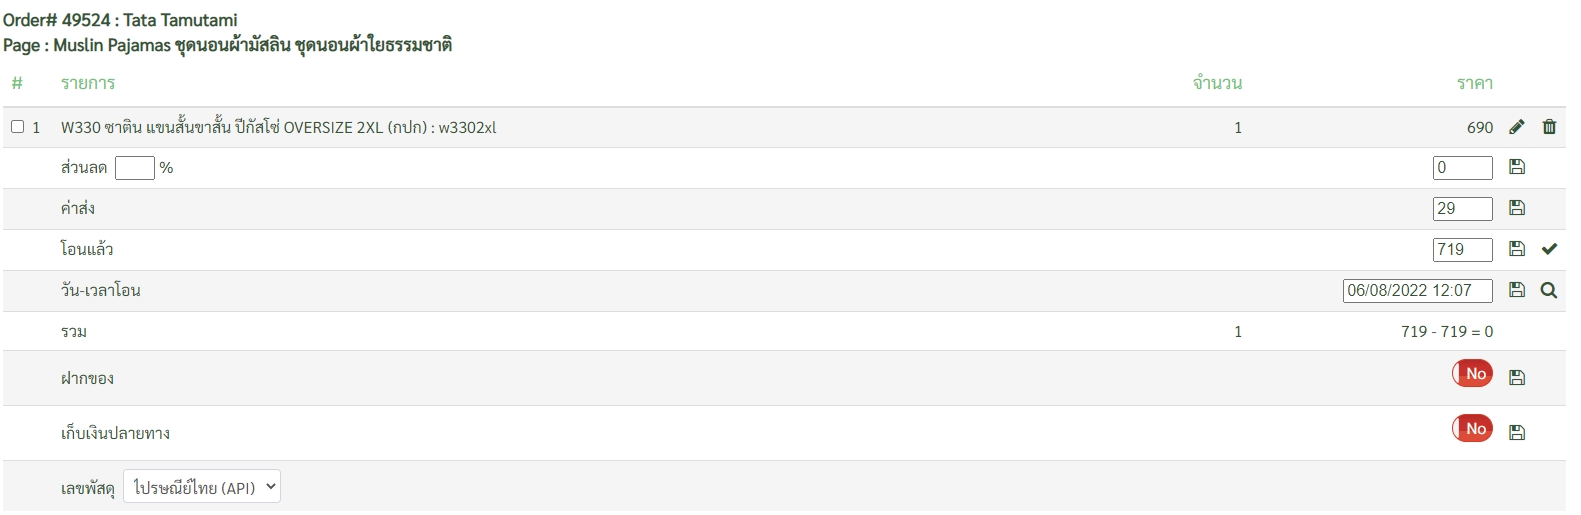 Order# 49524 : Tata Tamutami
Page : Muslin Pajamas ชุดนอนผ้ามัสลิน ชุดนอนผ้าใยธรรมชาติ
# รายการ จำนวน ราคา
1 W330 ซาติน แขนสั้นขาสั้น ปีกัสโซ่ OVERSIZE 2XL (กปก) : w3302xl 1 690
ส่วนลด % 0
ค่าส่ง 29
โอนแล้ว 719
วัน-เวลาโอน 06/08/2022 12:07
รวม 1 719 - 719 = 0
ฝากของ No
เก็บเงินปลายทาง No
เลขพัสดุ ไปรษณีย์ไทย (API)